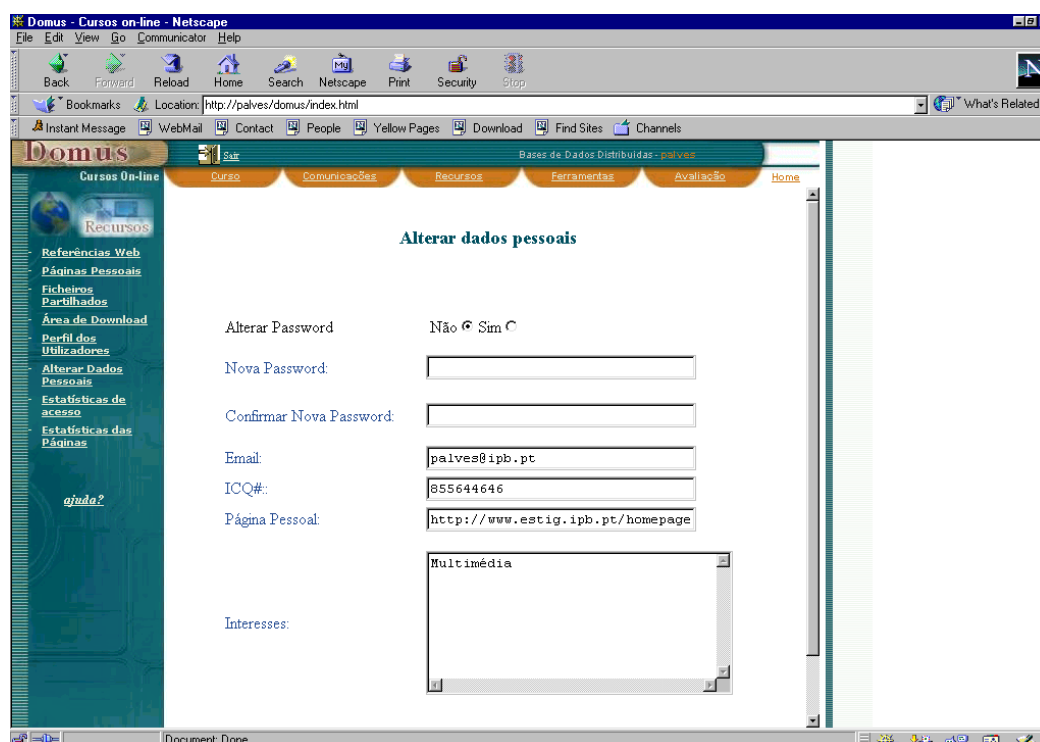 Domus - Cursos on-line - Netscape
File Edit View Go Communicator Help
Back Forward Reload Home Search Netscape Print Security Stop
My
N
Bookmarks Location: http://palves/domus/index.html What's Related
Instant Message WebMail Contact People Yellow Pages Download Find Sites Channels
Domus
Sair Bases de Dados Distribuidas - palves
Cursos On-line
Curso Comunicações Recursos Ferramentas Avaliação Home
Recursos
Referências Web
Páginas Pessoais
Ficheiros
Partilhados
Área de Download
Perfil dos
Utilizadores
Alterar Dados
Pessoais
Estatísticas de
acesso
Estatísticas das
Páginas
ajuda?
Alterar dados pessoais
Alterar Password Não Sim
Nova Password:
Confirmar Nova Password:
Email: palves@ipb.pt
ICQ#:: 855644646
Página Pessoal: http://www.estig.ipb.pt/homepage
Interesses: Multimédia
Document: Done